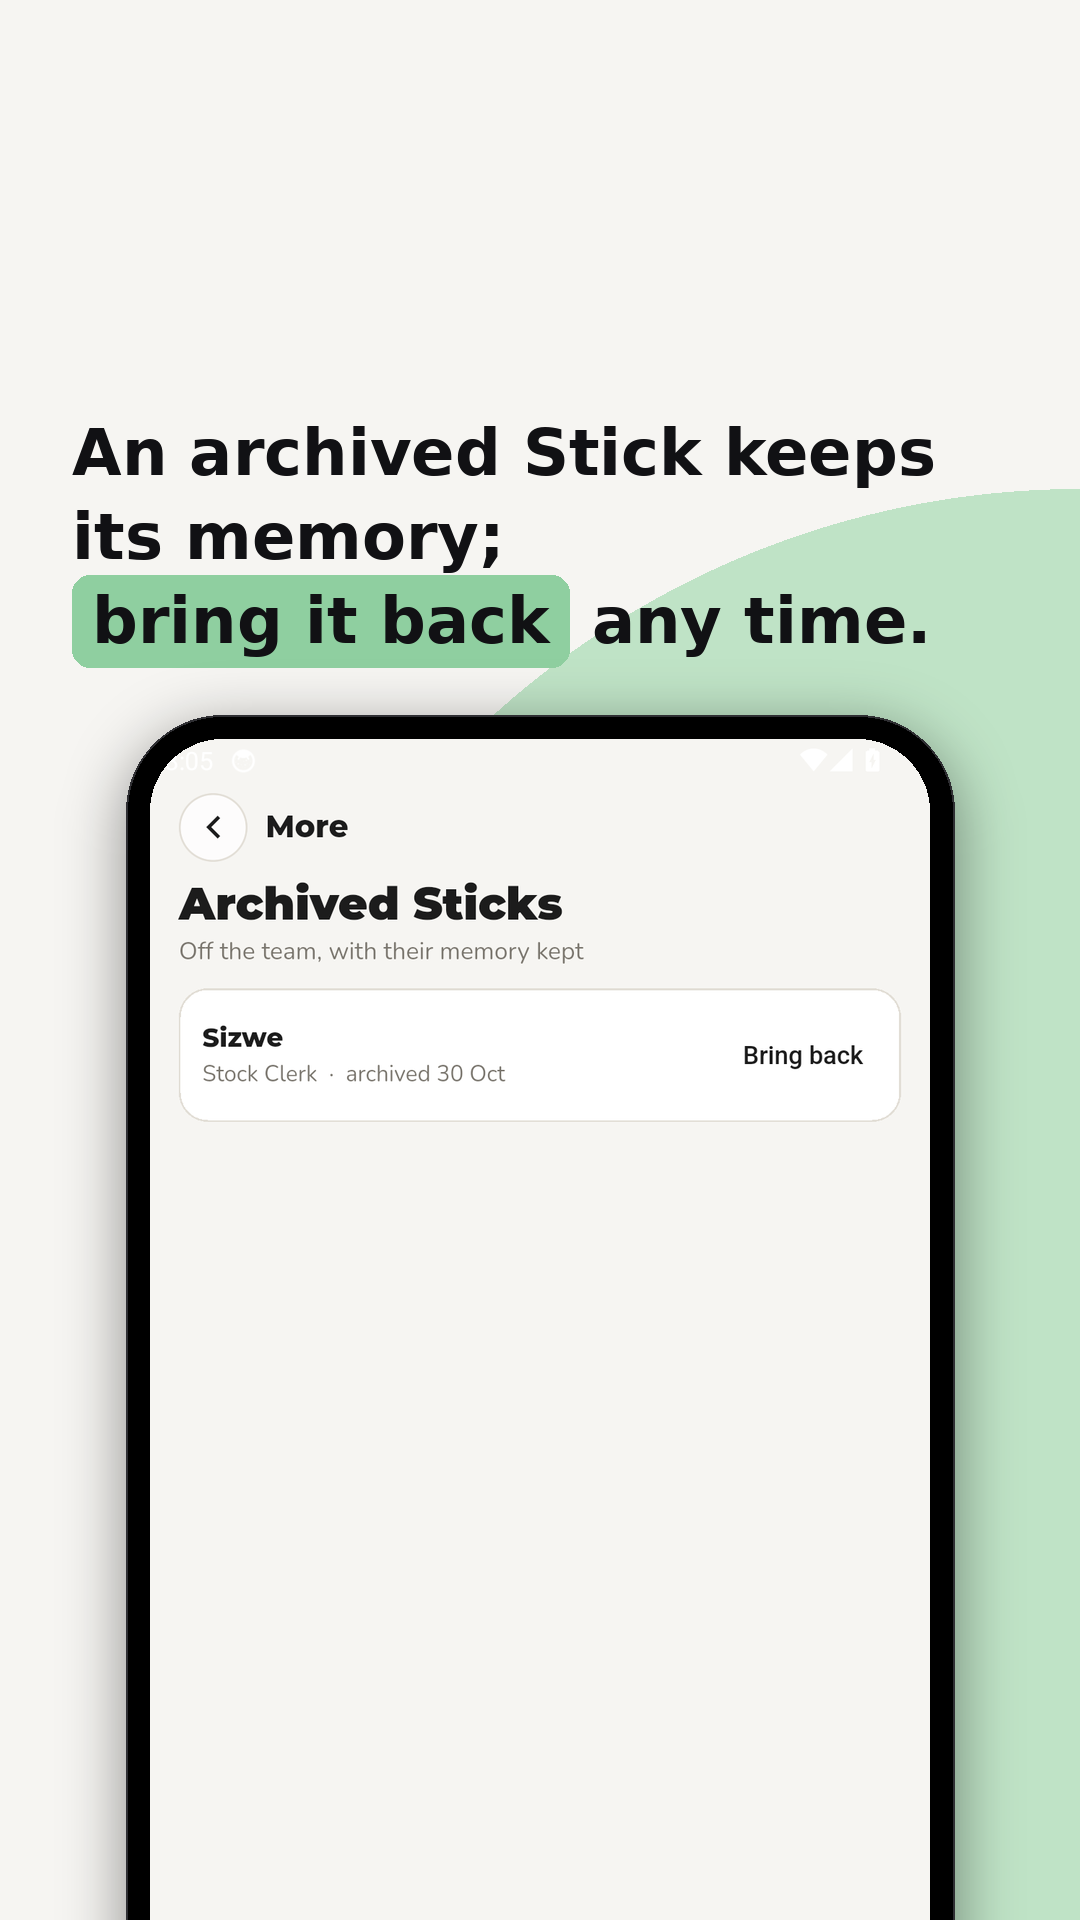 An archived Stick keeps
its memory;
bring it back any time.
More
Archived Sticks
Off the team, with their memory kept
Sizwe
Bring back
Stock Clerk · archived 30 Oct